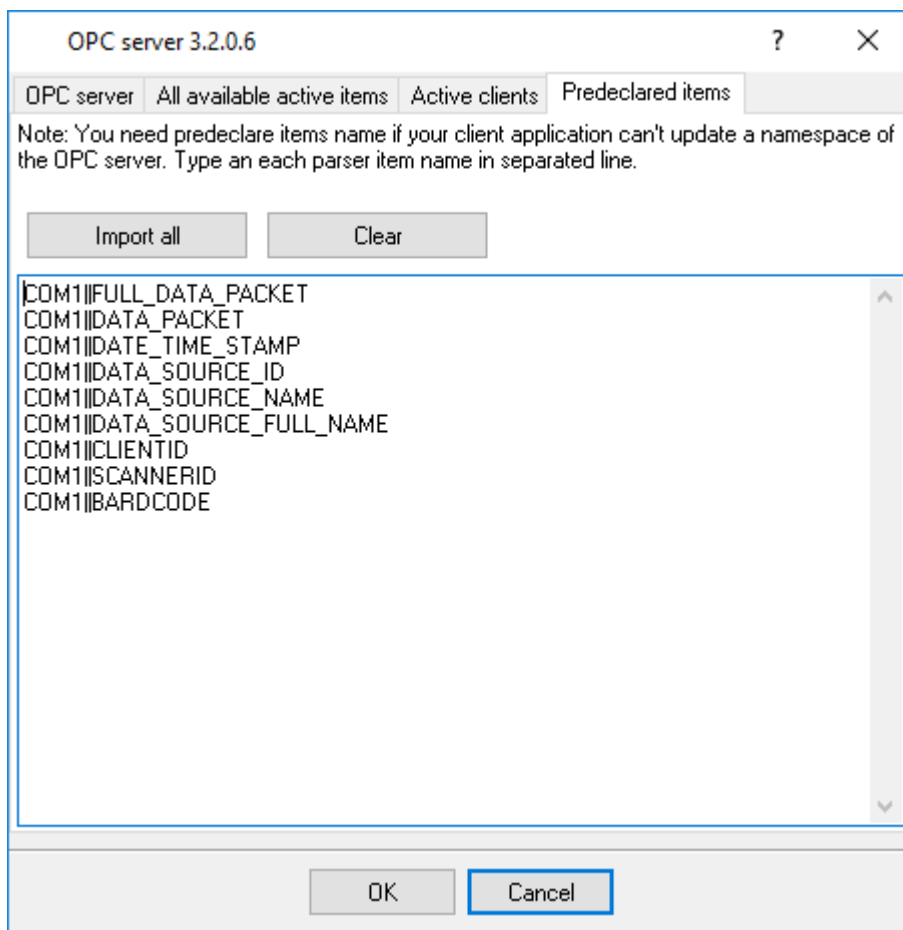 OPC server 3.2.0.6 ?
OPC server All available active items Active clients Predeclared items
Note: You need predeclare items name if your client application can't update a namespace of
the OPC server. Type an each parser item name in separated line.
Import all Clear
COM1||FULL_DATA_PACKET
COM1||DATA_PACKET
COM1||DATE_TIME_STAMP
COM1||DATA_SOURCE_ID
COM1||DATA_SOURCE_NAME
COM1||DATA_SOURCE_FULL_NAME
COM1||CLIENTID
COM1||SCANNERID
COM1||BARDCODE
OK Cancel